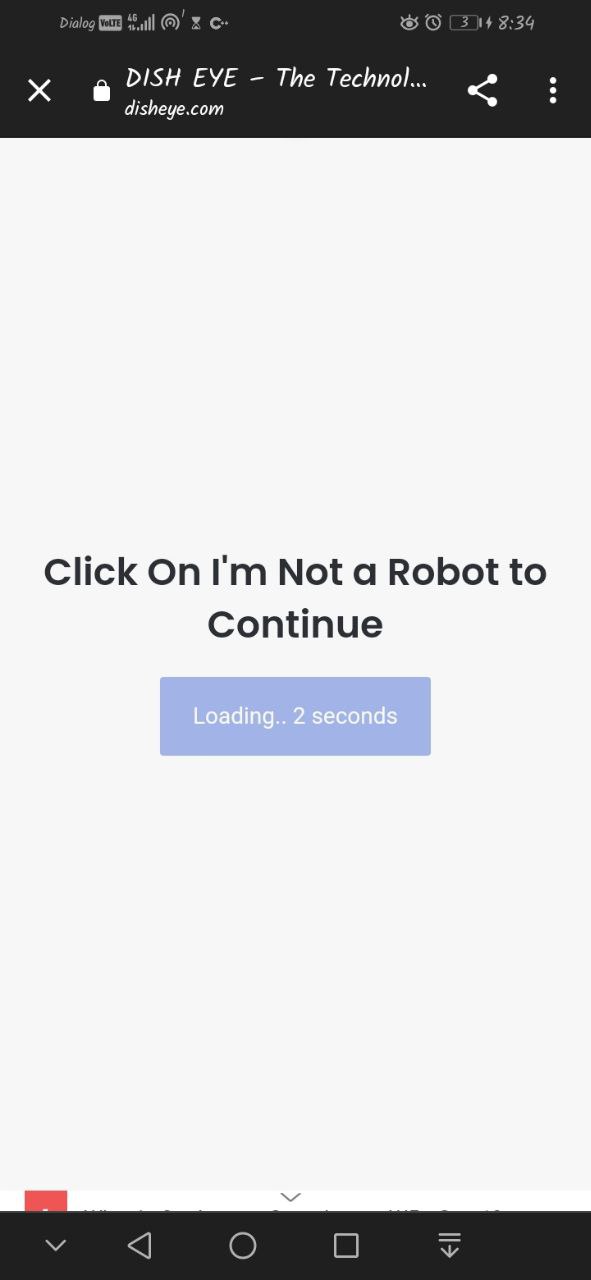 Dialog VoLTE 4G 3 8:34
DISH EYE – The Technol...
disheye.com
Click On I'm Not a Robot to
Continue
Loading.. 2 seconds